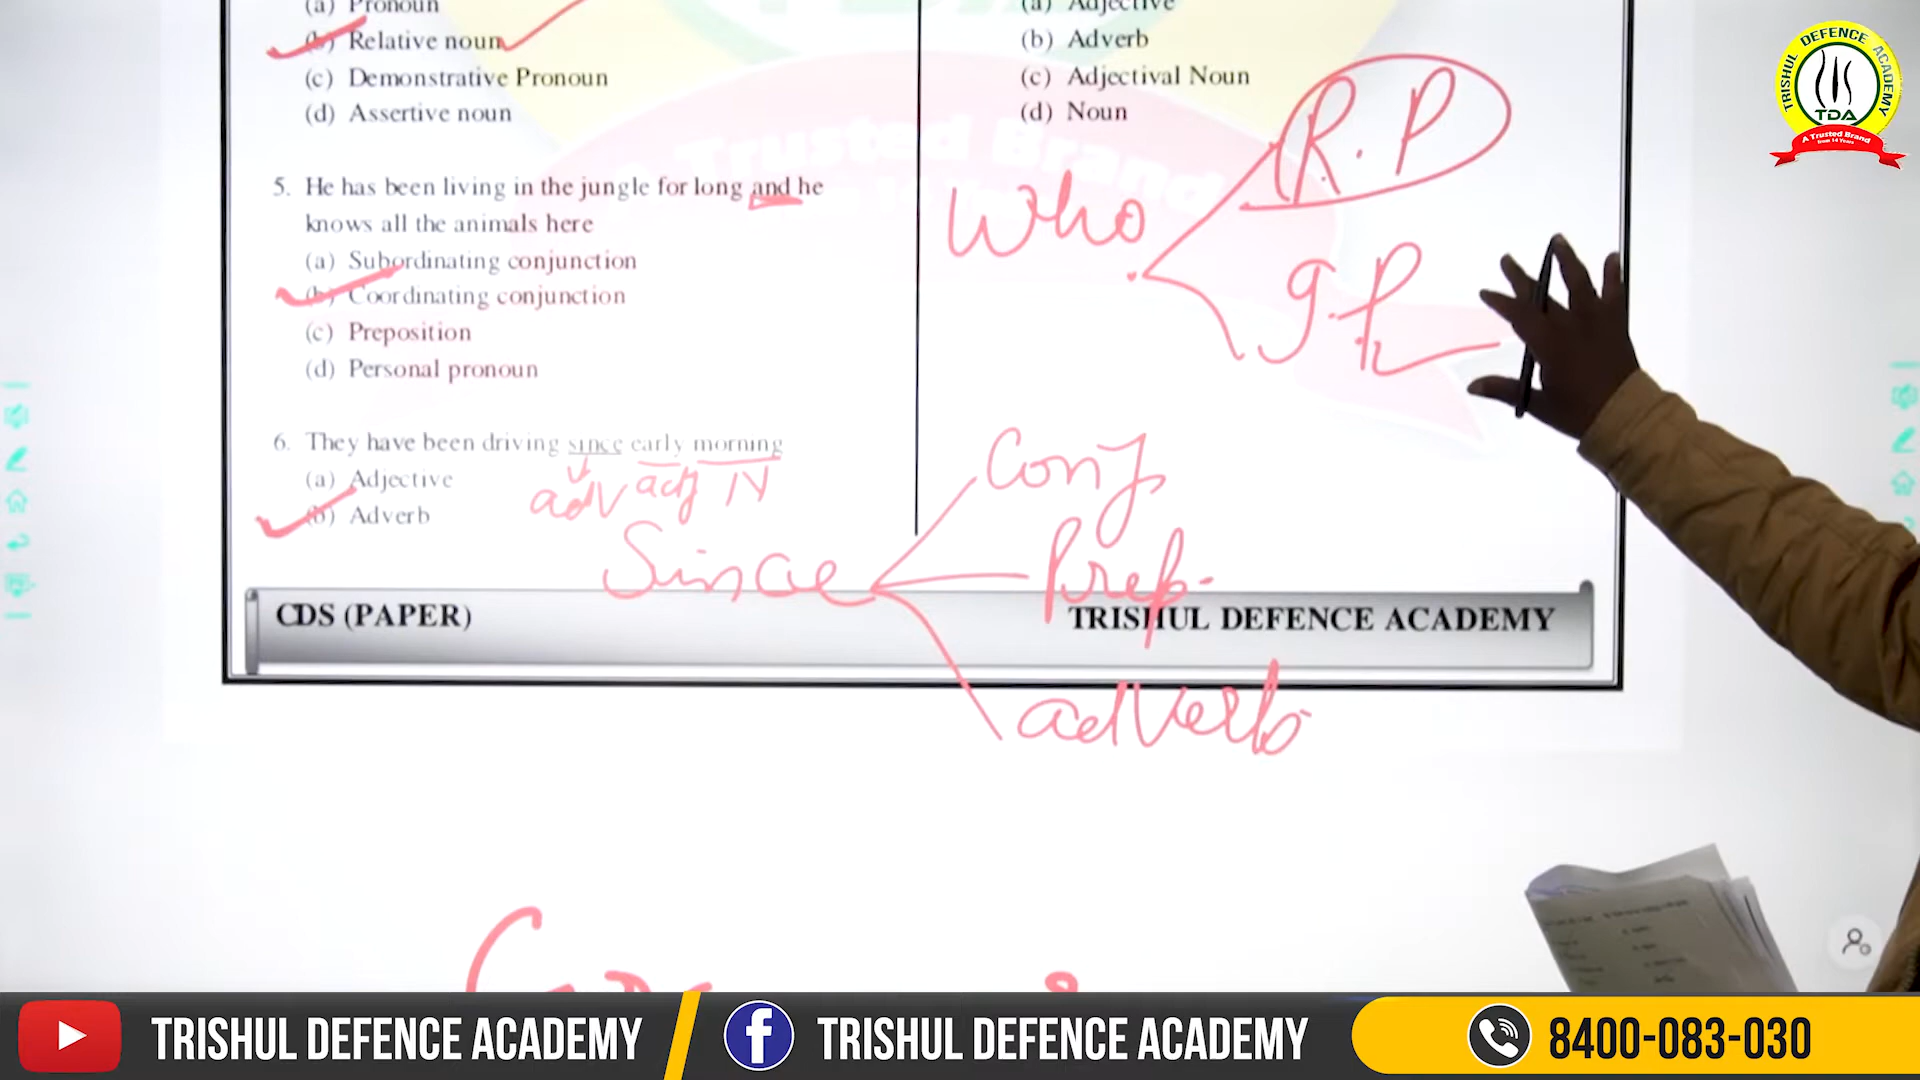 (a) Pronoun
(b) Relative noun
(c) Demonstrative Pronoun
(d) Assertive noun
5. He has been living in the jungle for long and he
knows all the animals here
(a) Subordinating conjunction
(b) Coordinating conjunction
(c) Preposition
(d) Personal pronoun
6. They have been driving since early morning
adv adj N
(a) Adjective
(b) Adverb
(a) Adjective
(b) Adverb
(c) Adjectival Noun
(d) Noun
Who
R.P
I.P
Since
Conj
Prep.
adverb
CDS (PAPER)
TRISHUL DEFENCE ACADEMY
TRISHUL DEFENCE ACADEMY
TDA
A Trusted Brand
from 14 Years
TRISHUL DEFENCE ACADEMY
TRISHUL DEFENCE ACADEMY
8400-083-030